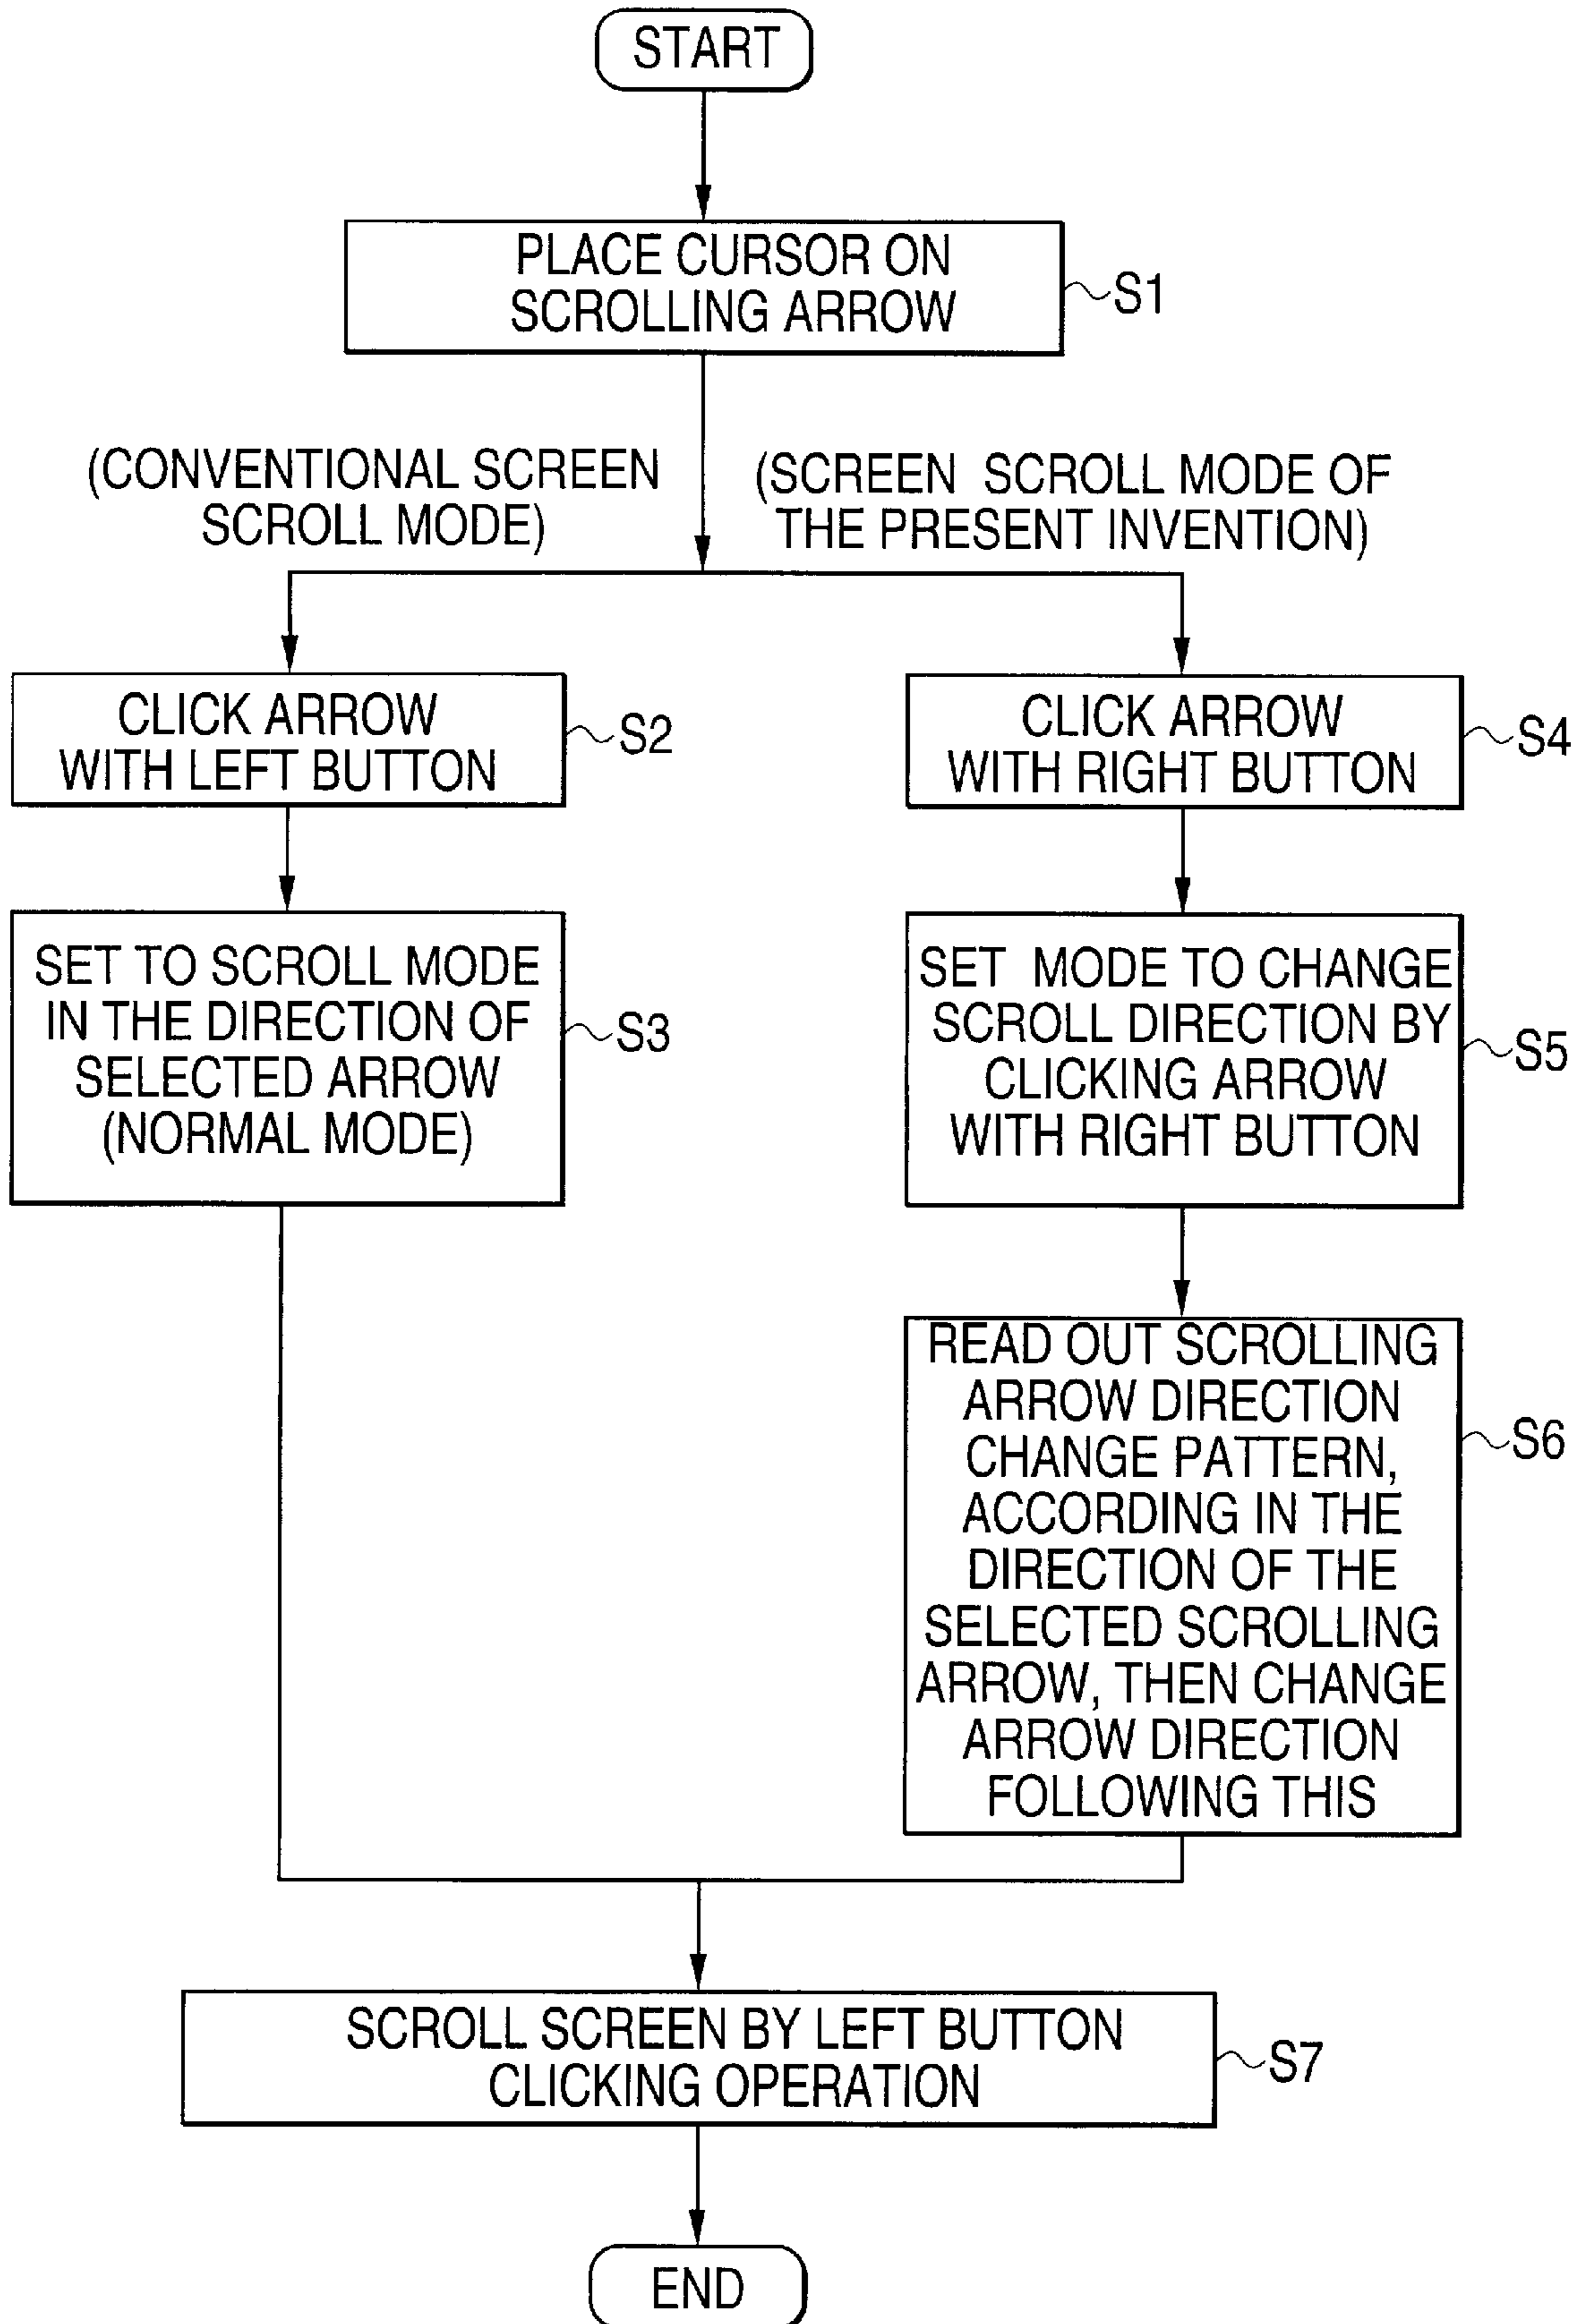 START
PLACE CURSOR ON
SCROLLING ARROW
S1
(CONVENTIONAL SCREEN
SCROLL MODE)
(SCREEN SCROLL MODE OF
THE PRESENT INVENTION)
CLICK ARROW
WITH LEFT BUTTON
S2
CLICK ARROW
WITH RIGHT BUTTON
S4
SET TO SCROLL MODE
IN THE DIRECTION OF
SELECTED ARROW
(NORMAL MODE)
S3
SET MODE TO CHANGE
SCROLL DIRECTION BY
CLICKING ARROW
WITH RIGHT BUTTON
S5
READ OUT SCROLLING
ARROW DIRECTION
CHANGE PATTERN,
ACCORDING IN THE
DIRECTION OF THE
SELECTED SCROLLING
ARROW, THEN CHANGE
ARROW DIRECTION
FOLLOWING THIS
S6
SCROLL SCREEN BY LEFT BUTTON
CLICKING OPERATION
S7
END